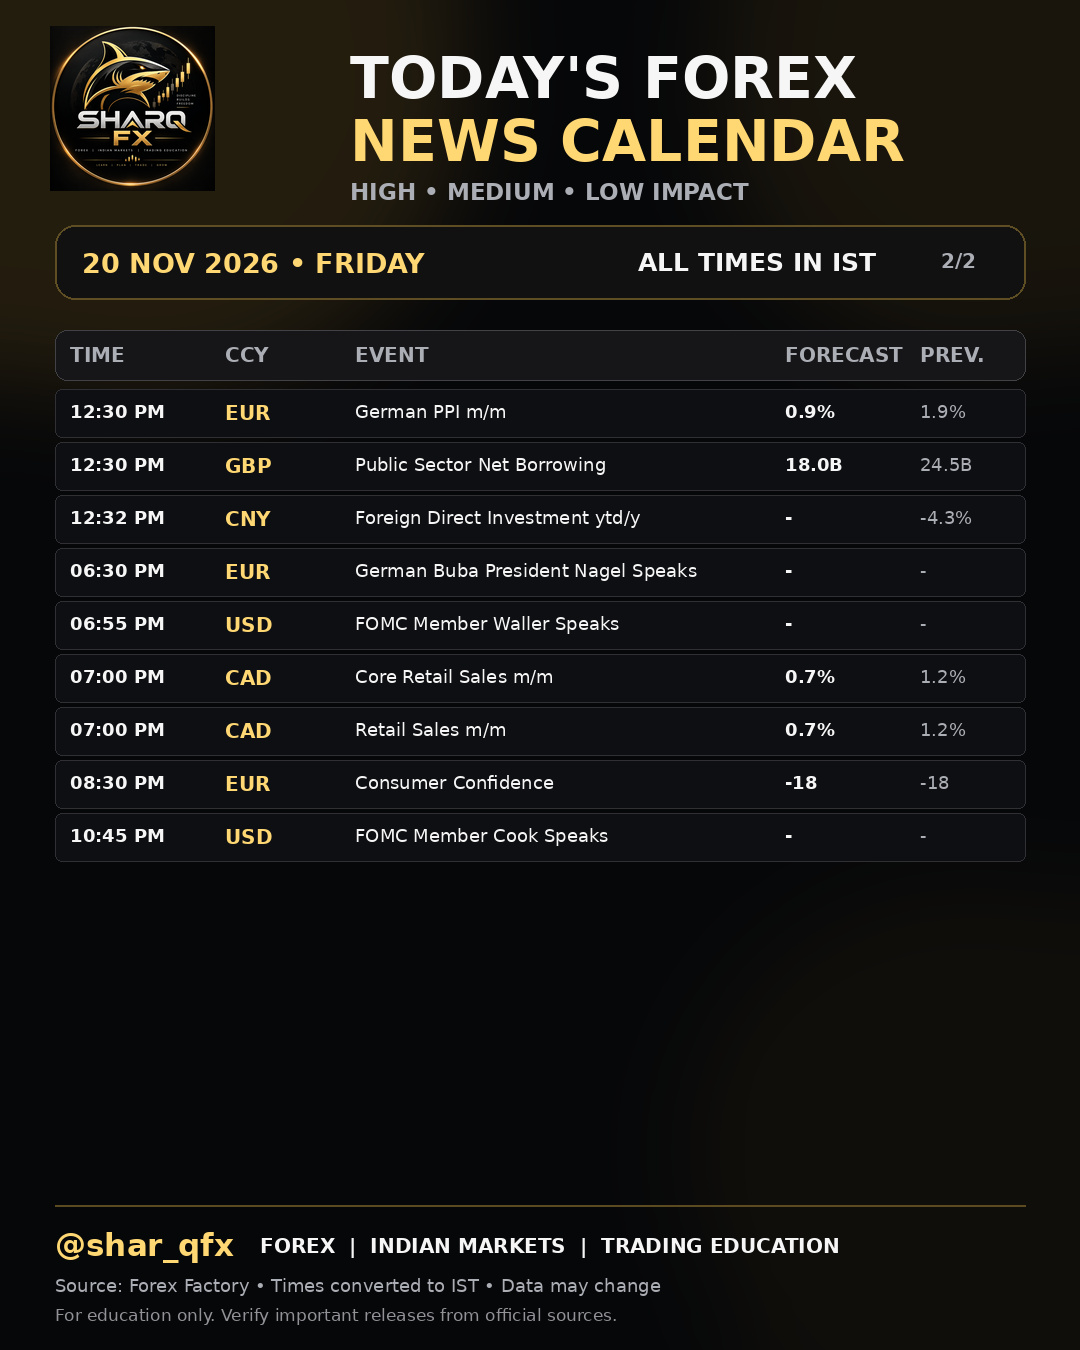 SHARQ
FX
FOREX | INDIAN MARKETS | TRADING EDUCATION
TODAY'S FOREX
NEWS CALENDAR
HIGH • MEDIUM • LOW IMPACT
20 NOV 2026 • FRIDAY ALL TIMES IN IST 2/2
TIME CCY EVENT FORECAST PREV.
12:30 PM EUR German PPI m/m 0.9% 1.9%
12:30 PM GBP Public Sector Net Borrowing 18.0B 24.5B
12:32 PM CNY Foreign Direct Investment ytd/y - -4.3%
06:30 PM EUR German Buba President Nagel Speaks - -
06:55 PM USD FOMC Member Waller Speaks - -
07:00 PM CAD Core Retail Sales m/m 0.7% 1.2%
07:00 PM CAD Retail Sales m/m 0.7% 1.2%
08:30 PM EUR Consumer Confidence -18 -18
10:45 PM USD FOMC Member Cook Speaks - -
@shar_qfx FOREX | INDIAN MARKETS | TRADING EDUCATION
Source: Forex Factory • Times converted to IST • Data may change
For education only. Verify important releases from official sources.